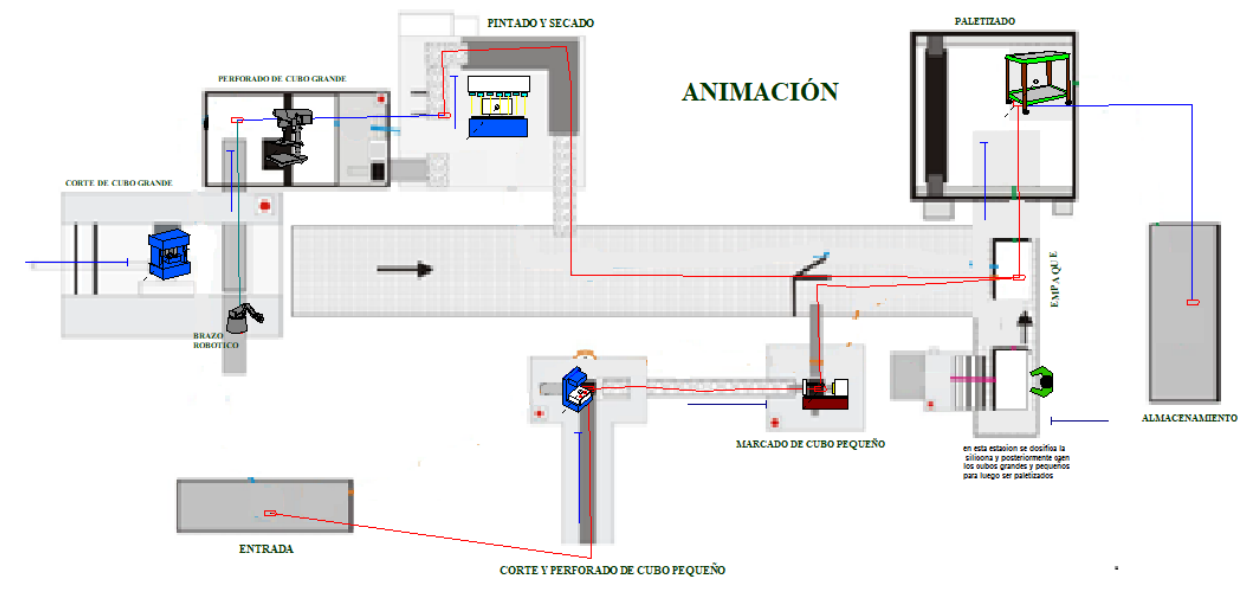 PINTADO Y SECADO
PALETIZADO
PERFORADO DE CUBO GRANDE
ANIMACIÓN
CORTE DE CUBO GRANDE
EMPAQUE
BRAZO
ROBOTICO
ALMACENAMIENTO
MARCADO DE CUBO PEQUEÑO
en esta estacion se dosifica la
silicona y posteriormente caen
los cubos grandes y pequeños
para luego ser paletizados
ENTRADA
CORTE Y PERFORADO DE CUBO PEQUEÑO